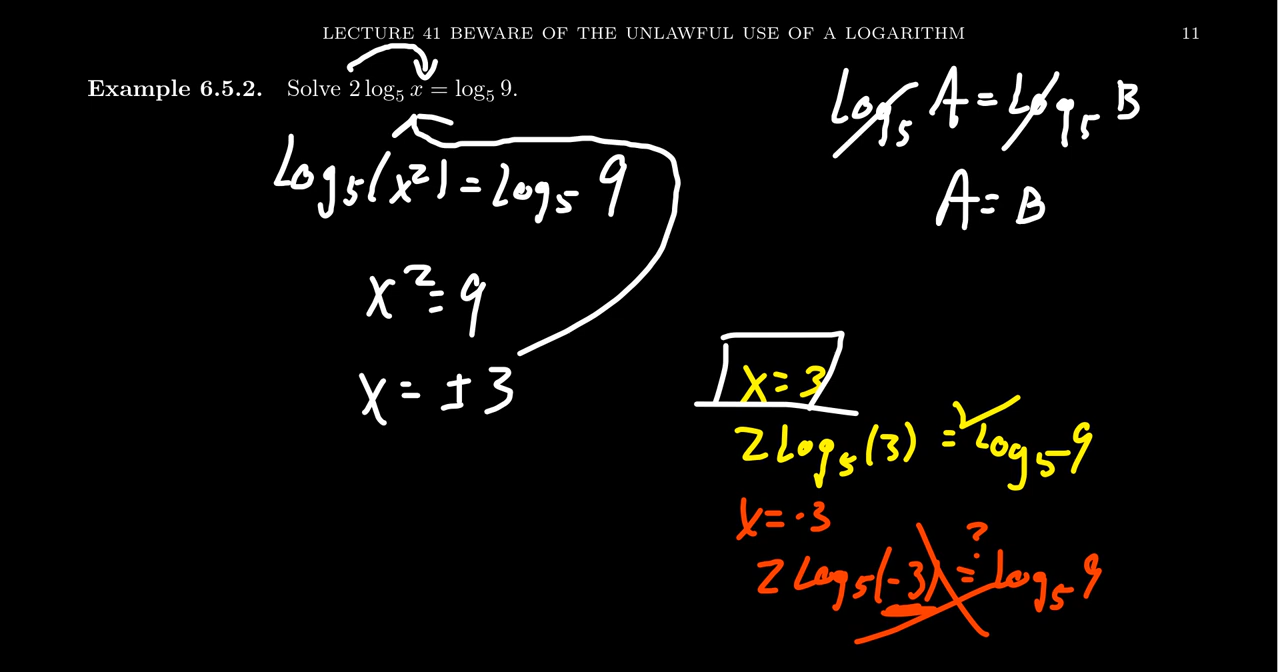 LECTURE 41 BEWARE OF THE UNLAWFUL USE OF A LOGARITHM 11
Example 6.5.2. Solve 2 log₅ x = log₅ 9.
log₅ A = log₅ B
A = B
log₅(x²) = log₅ 9
x² = 9
x = ± 3
x = 3
2 log₅(3) = log₅ 9
x = -3
2 log₅(-3) ≟ log₅ 9